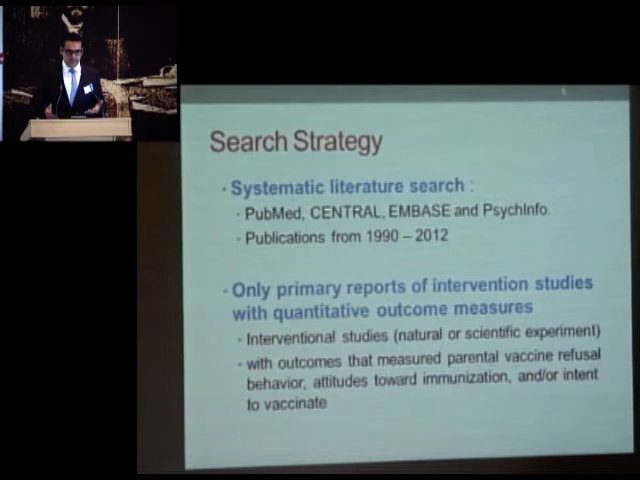 Search Strategy
Systematic literature search :
PubMed, CENTRAL, EMBASE and PsychInfo.
Publications from 1990 – 2012
Only primary reports of intervention studies
with quantitative outcome measures
Interventional studies (natural or scientific experiment)
with outcomes that measured parental vaccine refusal
behavior, attitudes toward immunization, and/or intent
to vaccinate